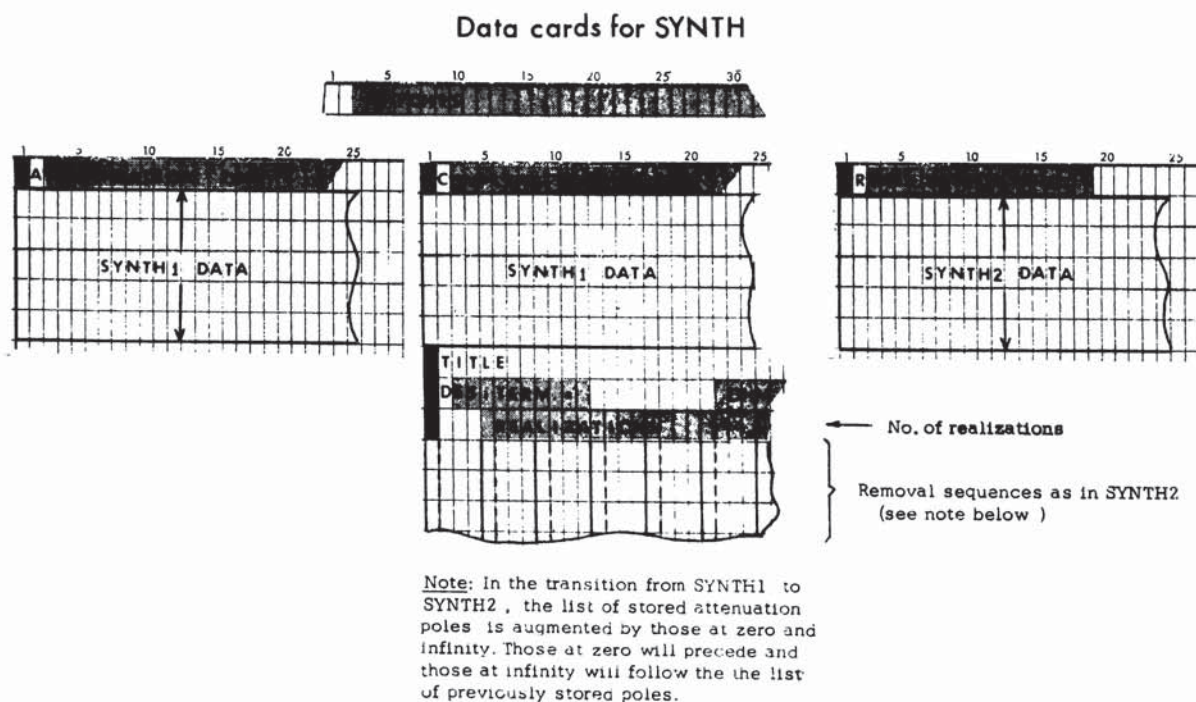 Data cards for SYNTH
1 5 10 15 20 25 30
1 5 10 15 20 25
A
SYNTH1 DATA
1 5 10 15 20 25
C
SYNTH1 DATA
TITLE
1 5 10 15 20 25
R
SYNTH2 DATA
No. of realizations
Removal sequences as in SYNTH2
(see note below )
Note: In the transition from SYNTH1 to
SYNTH2 , the list of stored attenuation
poles is augmented by those at zero and
infinity. Those at zero will precede and
those at infinity will follow the the list
of previously stored poles.